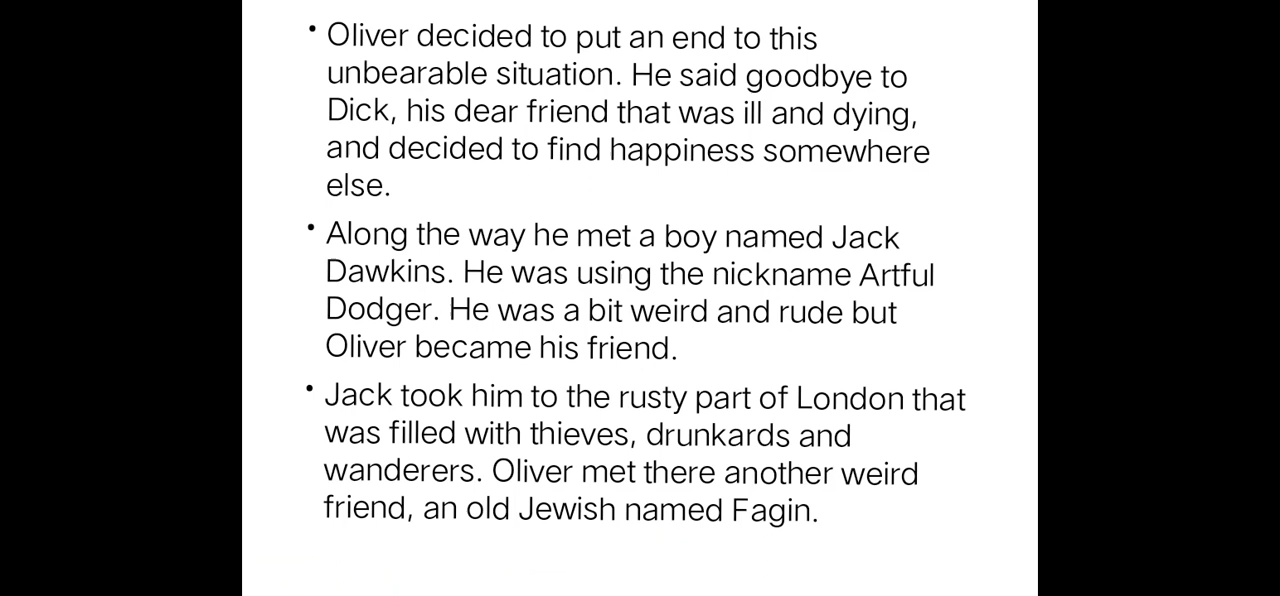 • Oliver decided to put an end to this
unbearable situation. He said goodbye to
Dick, his dear friend that was ill and dying,
and decided to find happiness somewhere
else.
• Along the way he met a boy named Jack
Dawkins. He was using the nickname Artful
Dodger. He was a bit weird and rude but
Oliver became his friend.
• Jack took him to the rusty part of London that
was filled with thieves, drunkards and
wanderers. Oliver met there another weird
friend, an old Jewish named Fagin.